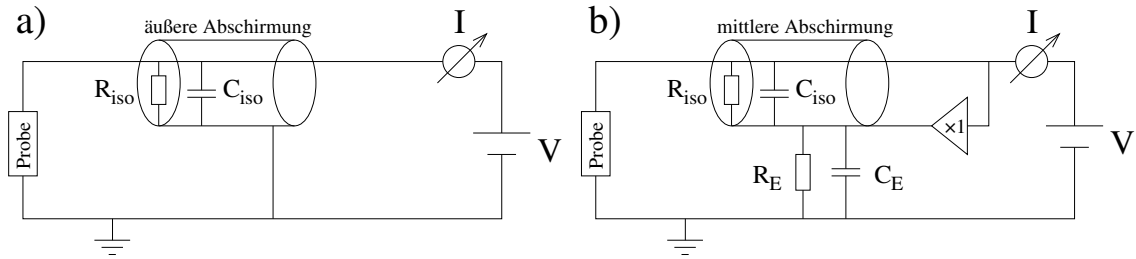 a)
äußere Abschirmung
I
R_iso
C_iso
Probe
V
b)
mittlere Abschirmung
I
R_iso
C_iso
×1
Probe
R_E
C_E
V